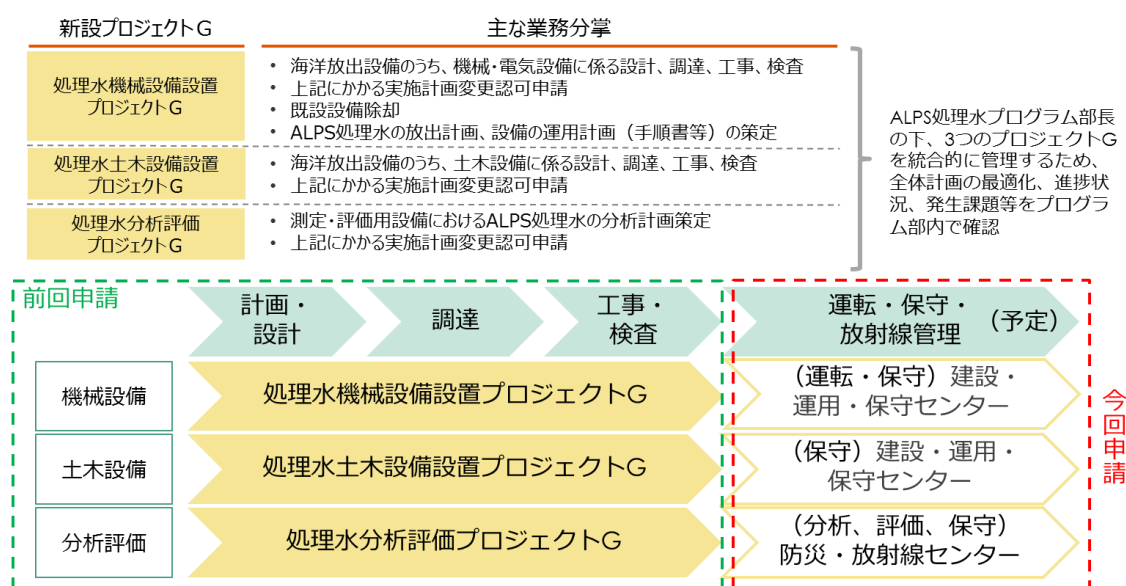 新設プロジェクトG
主な業務分掌
処理水機械設備設置
プロジェクトG
• 海洋放出設備のうち、機械・電気設備に係る設計、調達、工事、検査
• 上記にかかる実施計画変更認可申請
• 既設設備除却
• ALPS処理水の放出計画、設備の運用計画（手順書等）の策定
処理水土木設備設置
プロジェクトG
• 海洋放出設備のうち、土木設備に係る設計、調達、工事、検査
• 上記にかかる実施計画変更認可申請
処理水分析評価
プロジェクトG
• 測定・評価用設備におけるALPS処理水の分析計画策定
• 上記にかかる実施計画変更認可申請
ALPS処理水プログラム部長
の下、3つのプロジェクトG
を統合的に管理するため、
全体計画の最適化、進捗状
況、発生課題等をプログラ
ム部内で確認
前回申請
計画・
設計
調達
工事・
検査
運転・保守・
放射線管理
（予定）
機械設備
処理水機械設備設置プロジェクトG
（運転・保守）建設・
運用・保守センター
土木設備
処理水土木設備設置プロジェクトG
（保守）建設・運用・
保守センター
分析評価
処理水分析評価プロジェクトG
（分析、評価、保守）
防災・放射線センター
今回申請